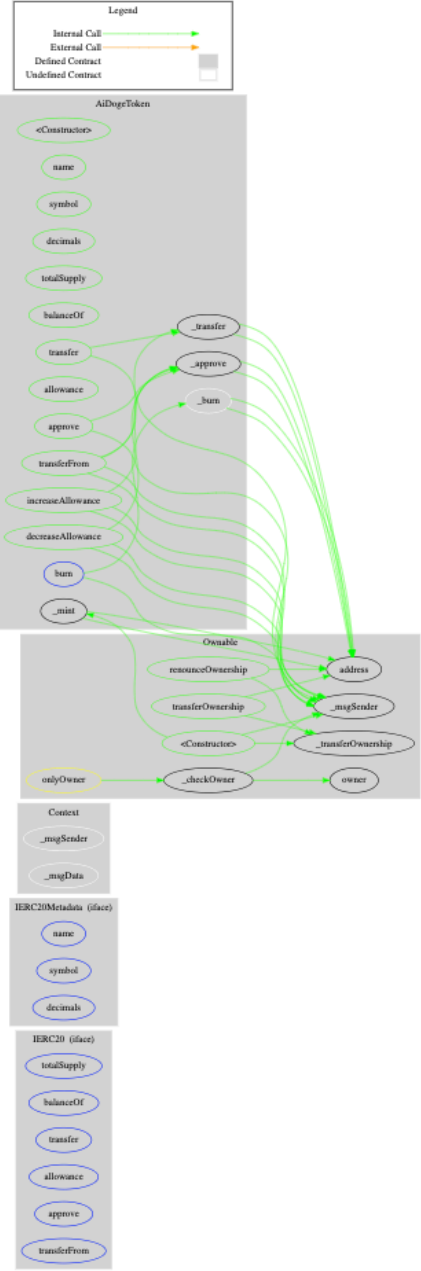 Legend
Internal Call
External Call
Defined Contract
Undefined Contract
AiDogeToken
<Constructor>
name
symbol
decimals
totalSupply
balanceOf
_transfer
transfer
_approve
allowance
_burn
approve
transferFrom
increaseAllowance
decreaseAllowance
burn
_mint
Ownable
renounceOwnership
address
transferOwnership
_msgSender
<Constructor>
_transferOwnership
onlyOwner
_checkOwner
owner
Context
_msgSender
_msgData
IERC20Metadata (iface)
name
symbol
decimals
IERC20 (iface)
totalSupply
balanceOf
transfer
allowance
approve
transferFrom